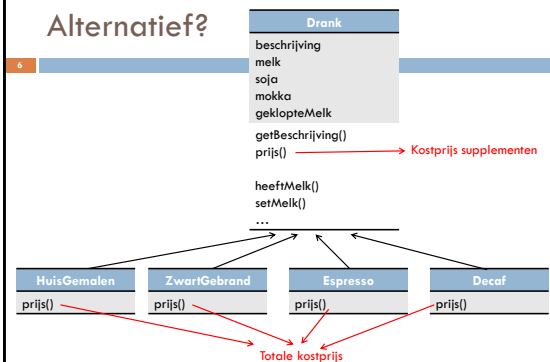 Alternatief?
6
Drank
beschrijving
melk
soja
mokka
geklopteMelk
getBeschrijving()
prijs()
Kostprijs supplementen
heeftMelk()
setMelk()
...
HuisGemalen
ZwartGebrand
Espresso
Decaf
prijs()
prijs()
prijs()
prijs()
Totale kostprijs